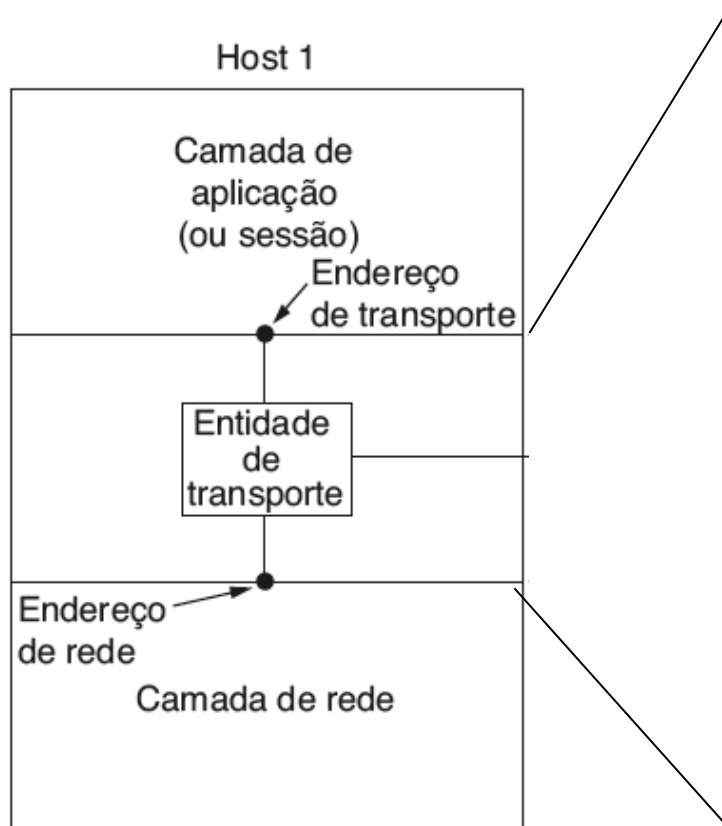 Host 1
Camada de
aplicação
(ou sessão)
Endereço
de transporte
Entidade
de
transporte
Endereço
de rede
Camada de rede